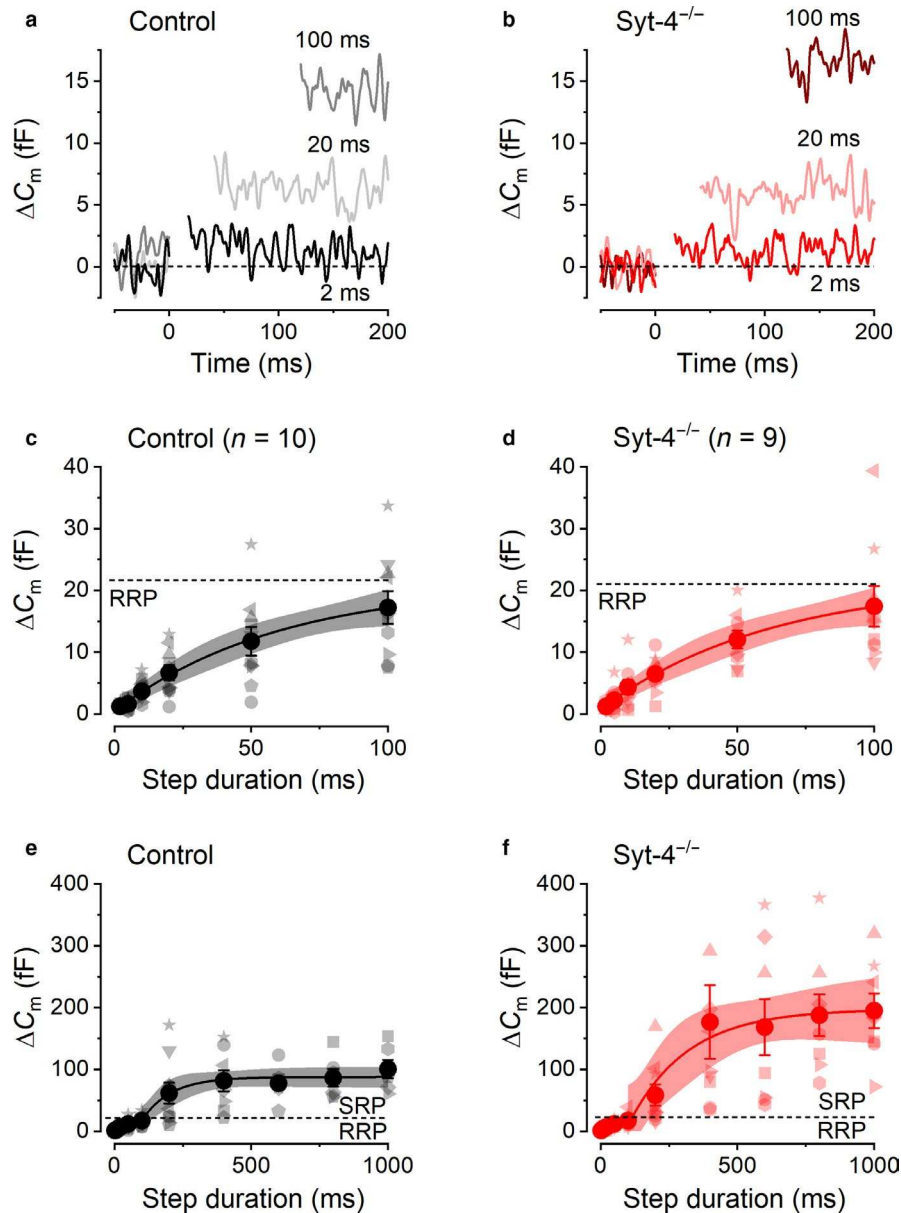 a Control
b Syt-4⁻/⁻
ΔCm (fF)
15
10
5
0
100 ms
20 ms
2 ms
0 100 200
Time (ms)
ΔCm (fF)
15
10
5
0
100 ms
20 ms
2 ms
0 100 200
Time (ms)
c Control (n = 10)
d Syt-4⁻/⁻ (n = 9)
ΔCm (fF)
40
30
20
10
0
RRP
0 50 100
Step duration (ms)
ΔCm (fF)
40
30
20
10
0
RRP
0 50 100
Step duration (ms)
e Control
f Syt-4⁻/⁻
ΔCm (fF)
400
300
200
100
0
SRP
RRP
0 500 1000
Step duration (ms)
ΔCm (fF)
400
300
200
100
0
SRP
RRP
0 500 1000
Step duration (ms)